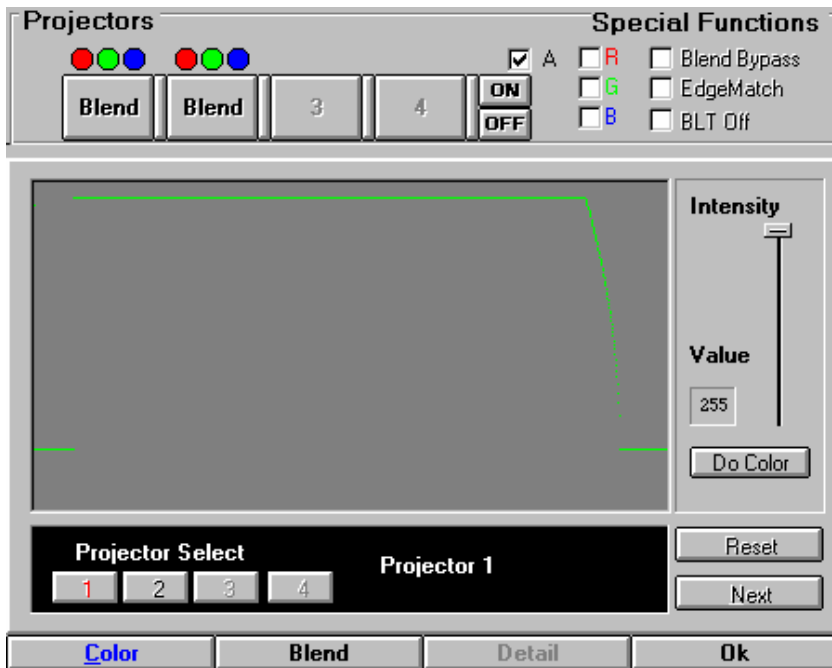 Projectors
Special Functions
A R Blend Bypass
Blend Blend 3 4 ON G EdgeMatch
OFF B BLT Off
Intensity
Value
255
Do Color
Projector Select
Projector 1
1 2 3 4
Reset
Next
Color Blend Detail Ok